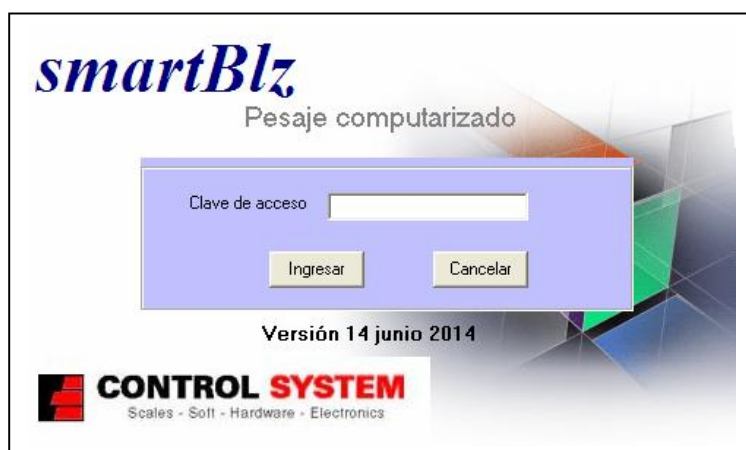 smartBlz
Pesaje computarizado
Clave de acceso
Ingresar Cancelar
Versión 14 junio 2014
CONTROL SYSTEM
Scales - Soft - Hardware - Electronics